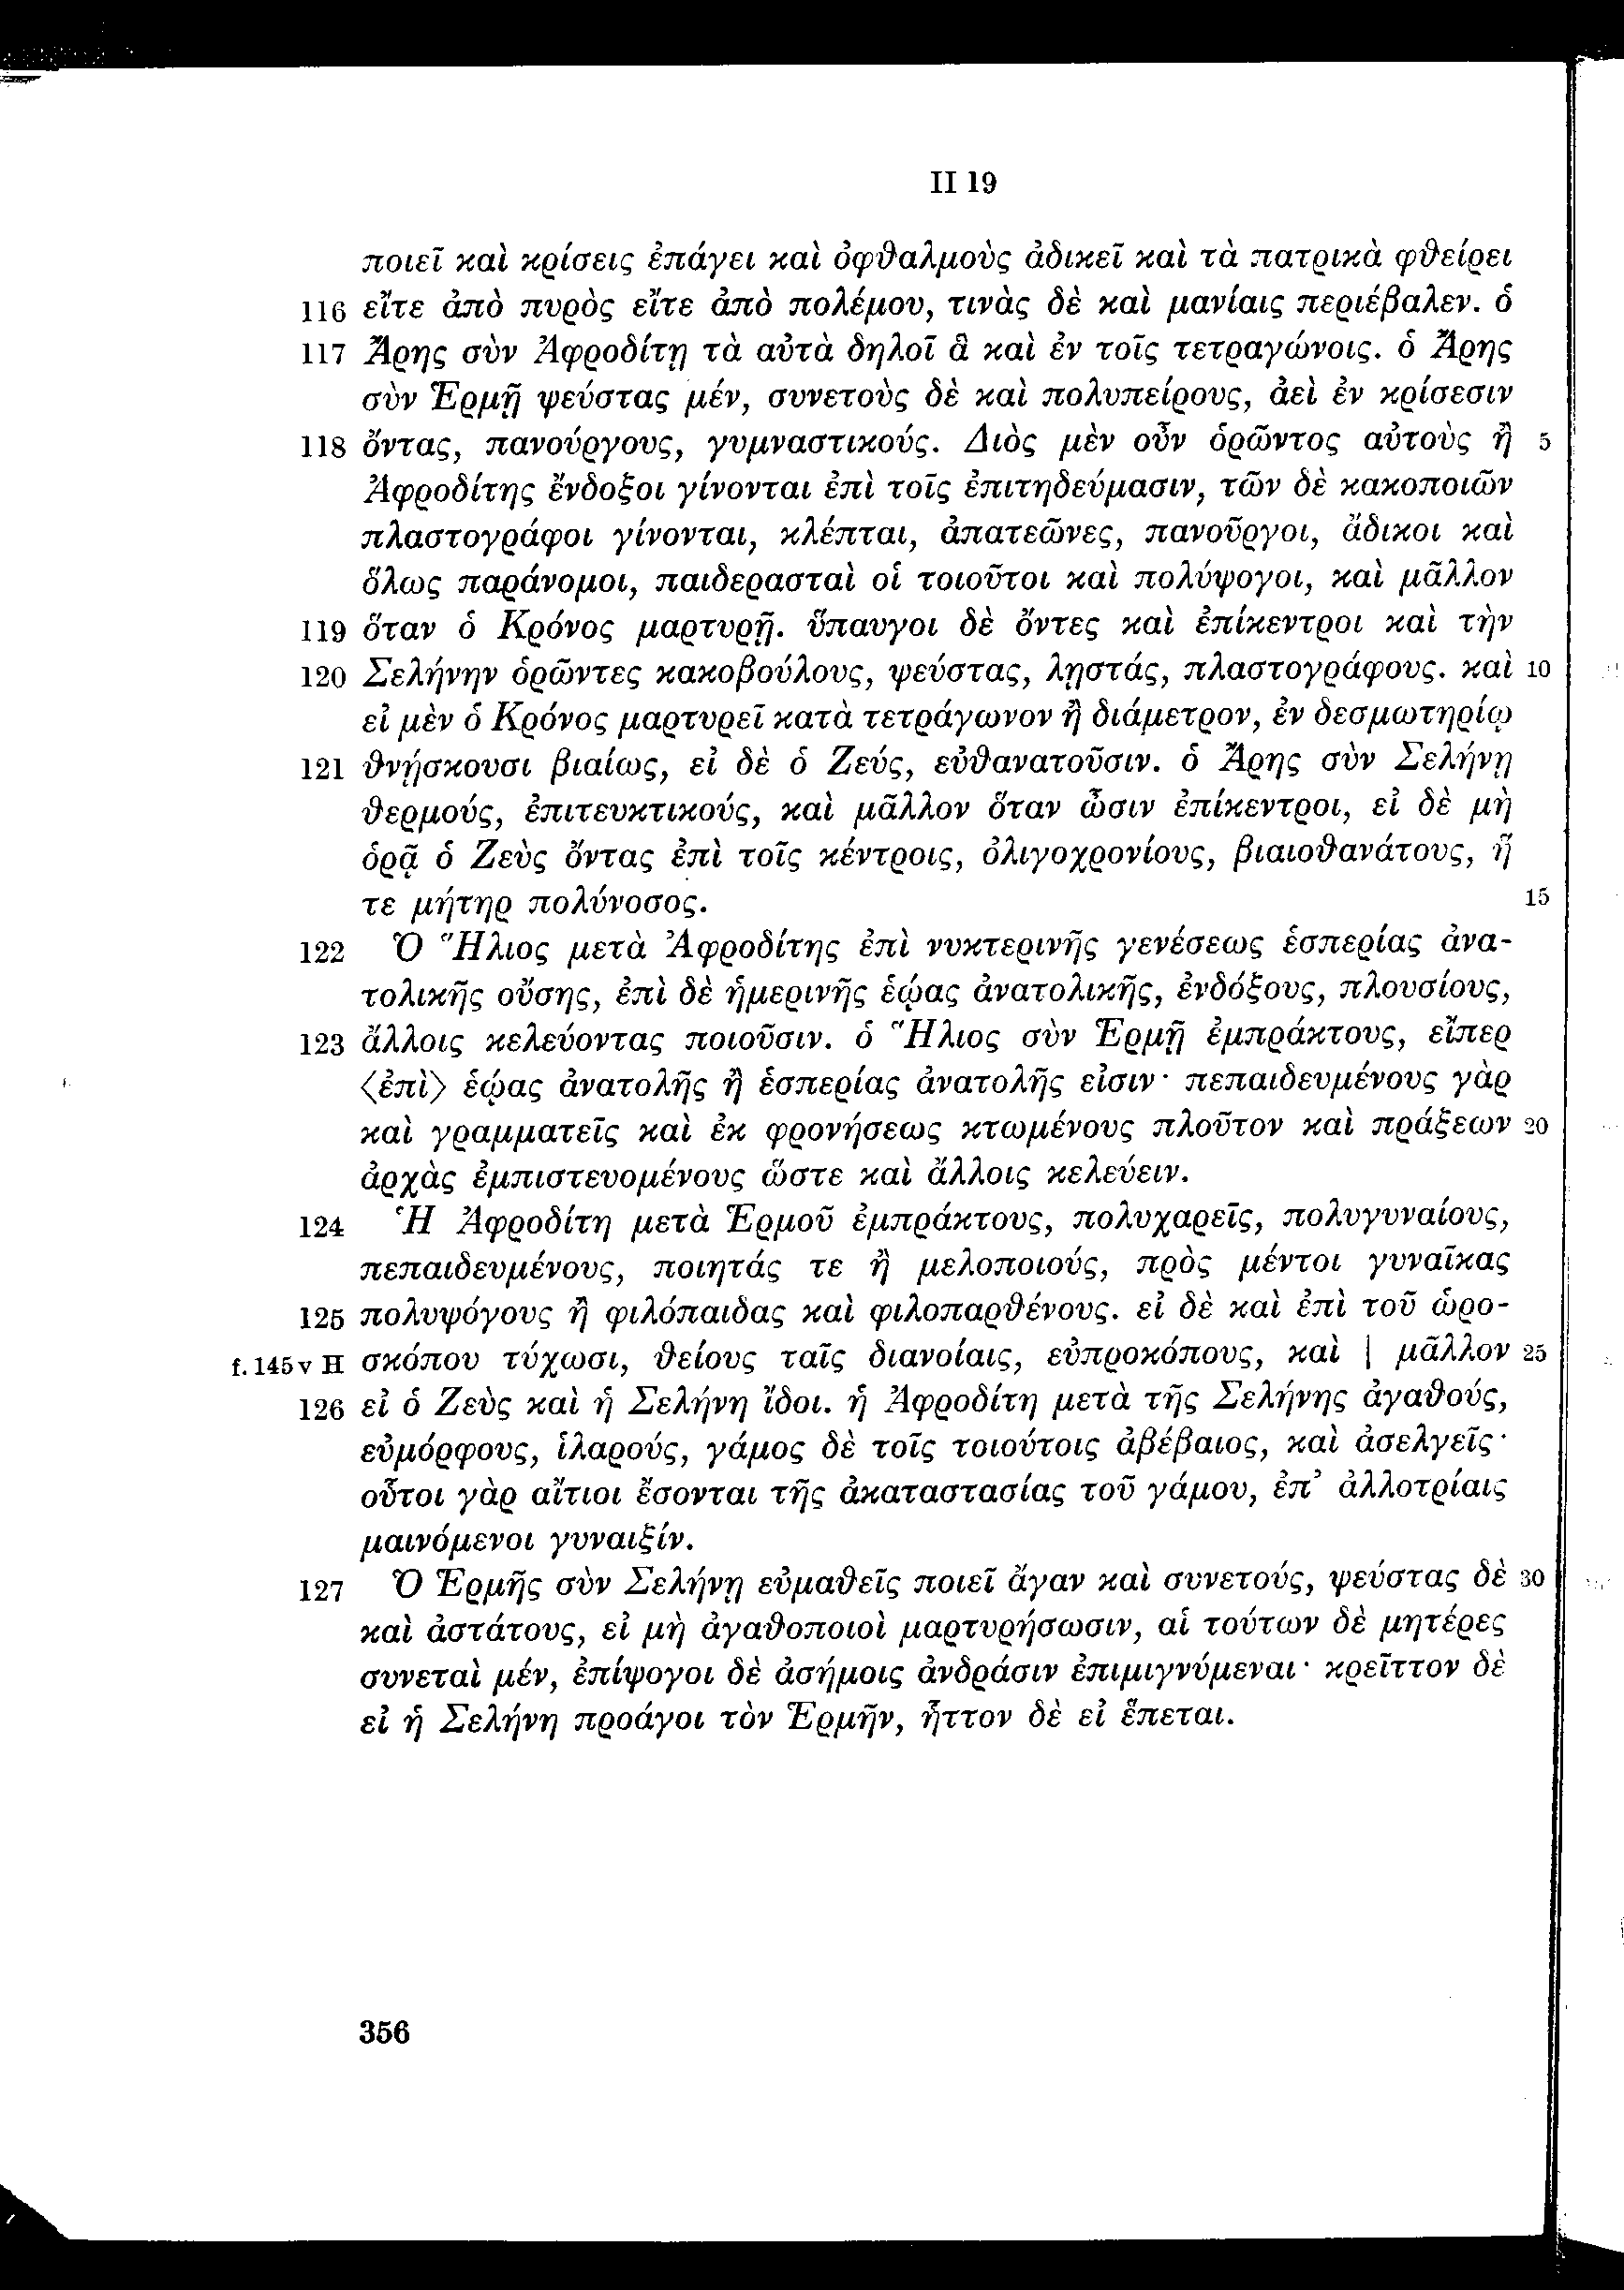 II 19
ποιεῖ καὶ κρίσεις ἐπάγει καὶ ὀφθαλμοὺς ἀδικεῖ καὶ τὰ πατρικὰ φθείρει
116 εἴτε ἀπὸ πυρὸς εἴτε ἀπὸ πολέμου, τινὰς δὲ καὶ μανίαις περιέβαλεν. ὁ
117 Ἄρης σὺν Ἀφροδίτῃ τὰ αὐτὰ δηλοῖ ἃ καὶ ἐν τοῖς τετραγώνοις. ὁ Ἄρης
σὺν Ἑρμῇ ψεύστας μέν, συνετοὺς δὲ καὶ πολυπείρους, ἀεὶ ἐν κρίσεσιν
118 ὄντας, πανούργους, γυμναστικούς. Διὸς μὲν οὖν ὁρῶντος αὐτοὺς ἢ 5
Ἀφροδίτης ἔνδοξοι γίνονται ἐπὶ τοῖς ἐπιτηδεύμασιν, τῶν δὲ κακοποιῶν
πλαστογράφοι γίνονται, κλέπται, ἀπατεῶνες, πανοῦργοι, ἄδικοι καὶ
ὅλως παράνομοι, παιδερασταὶ οἱ τοιοῦτοι καὶ πολύψογοι, καὶ μᾶλλον
119 ὅταν ὁ Κρόνος μαρτυρῇ. ὕπαυγοι δὲ ὄντες καὶ ἐπίκεντροι καὶ τὴν
120 Σελήνην ὁρῶντες κακοβούλους, ψεύστας, λῃστάς, πλαστογράφους. καὶ 10
εἰ μὲν ὁ Κρόνος μαρτυρεῖ κατὰ τετράγωνον ἢ διάμετρον, ἐν δεσμωτηρίῳ
121 θνῄσκουσι βιαίως, εἰ δὲ ὁ Ζεύς, εὐθανατοῦσιν. ὁ Ἄρης σὺν Σελήνῃ
θερμούς, ἐπιτευκτικούς, καὶ μᾶλλον ὅταν ὦσιν ἐπίκεντροι, εἰ δὲ μὴ
ὁρᾷ ὁ Ζεὺς ὄντας ἐπὶ τοῖς κέντροις, ὀλιγοχρονίους, βιαιοθανάτους, ἥ
τε μήτηρ πολύνοσος. 15
122 Ὁ Ἥλιος μετὰ Ἀφροδίτης ἐπὶ νυκτερινῆς γενέσεως ἑσπερίας ἀνα-
τολικῆς οὔσης, ἐπὶ δὲ ἡμερινῆς ἑῴας ἀνατολικῆς, ἐνδόξους, πλουσίους,
123 ἄλλοις κελεύοντας ποιοῦσιν. ὁ Ἥλιος σὺν Ἑρμῇ ἐμπράκτους, εἴπερ
⟨ἐπὶ⟩ ἑῴας ἀνατολῆς ἢ ἑσπερίας ἀνατολῆς εἰσιν· πεπαιδευμένους γὰρ
καὶ γραμματεῖς καὶ ἐκ φρονήσεως κτωμένους πλοῦτον καὶ πράξεων 20
ἀρχὰς ἐμπιστευομένους ὥστε καὶ ἄλλοις κελεύειν.
124 Ἡ Ἀφροδίτη μετὰ Ἑρμοῦ ἐμπράκτους, πολυχαρεῖς, πολυγυναίους,
πεπαιδευμένους, ποιητάς τε ἢ μελοποιούς, πρὸς μέντοι γυναῖκας
125 πολυψόγους ἢ φιλόπαιδας καὶ φιλοπαρθένους. εἰ δὲ καὶ ἐπὶ τοῦ ὡρο-
f. 145 v H σκόπου τύχωσι, θείους ταῖς διανοίαις, εὐπροκόπους, καὶ | μᾶλλον 25
126 εἰ ὁ Ζεὺς καὶ ἡ Σελήνη ἴδοι. ἡ Ἀφροδίτη μετὰ τῆς Σελήνης ἀγαθούς,
εὐμόρφους, ἱλαρούς, γάμος δὲ τοῖς τοιούτοις ἀβέβαιος, καὶ ἀσελγεῖς·
οὗτοι γὰρ αἴτιοι ἔσονται τῆς ἀκαταστασίας τοῦ γάμου, ἐπ’ ἀλλοτρίαις
μαινόμενοι γυναιξίν.
127 Ὁ Ἑρμῆς σὺν Σελήνῃ εὐμαθεῖς ποιεῖ ἄγαν καὶ συνετούς, ψεύστας δὲ 30
καὶ ἀστάτους, εἰ μὴ ἀγαθοποιοὶ μαρτυρήσωσιν, αἱ τούτων δὲ μητέρες
συνεταὶ μέν, ἐπίψογοι δὲ ἀσήμοις ἀνδράσιν ἐπιμιγνύμεναι· κρεῖττον δὲ
εἰ ἡ Σελήνη προάγοι τὸν Ἑρμῆν, ἧττον δὲ εἰ ἕπεται.
356